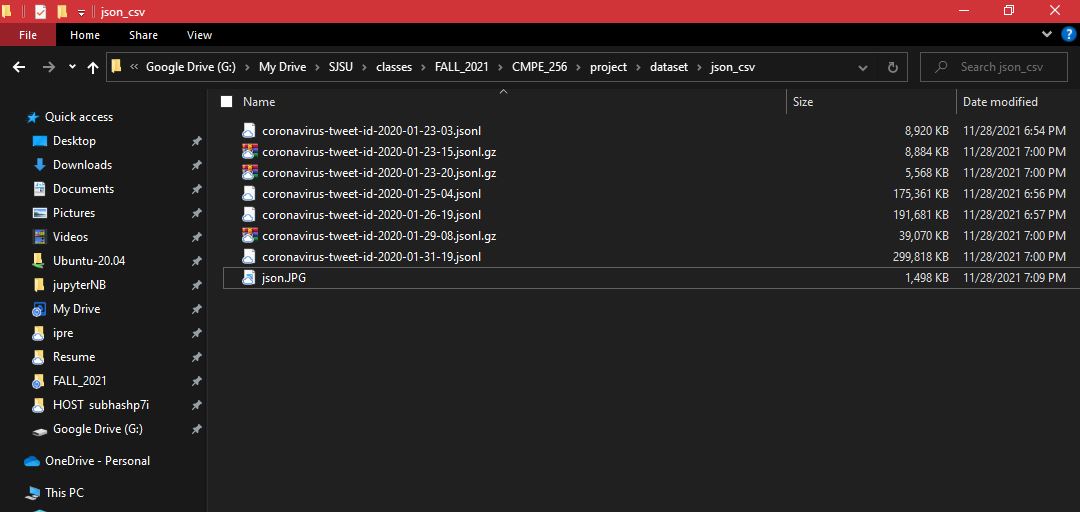 json_csv
File Home Share View
« Google Drive (G:) › My Drive › SJSU › classes › FALL_2021 › CMPE_256 › project › dataset › json_csv
Search json_csv
Name Size Date modified
coronavirus-tweet-id-2020-01-23-03.jsonl 8,920 KB 11/28/2021 6:54 PM
coronavirus-tweet-id-2020-01-23-15.jsonl.gz 8,884 KB 11/28/2021 7:00 PM
coronavirus-tweet-id-2020-01-23-20.jsonl.gz 5,568 KB 11/28/2021 7:00 PM
coronavirus-tweet-id-2020-01-25-04.jsonl 175,361 KB 11/28/2021 6:56 PM
coronavirus-tweet-id-2020-01-26-19.jsonl 191,681 KB 11/28/2021 6:57 PM
coronavirus-tweet-id-2020-01-29-08.jsonl.gz 39,070 KB 11/28/2021 7:00 PM
coronavirus-tweet-id-2020-01-31-19.jsonl 299,818 KB 11/28/2021 7:00 PM
json.JPG 1,498 KB 11/28/2021 7:09 PM
Quick access
Desktop
Downloads
Documents
Pictures
Videos
Ubuntu-20.04
jupyterNB
My Drive
ipre
Resume
FALL_2021
HOST subhashp7i
Google Drive (G:)
OneDrive - Personal
This PC